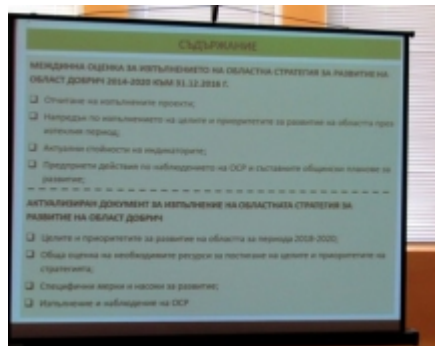 СЪДЪРЖАНИЕ
МЕЖДИННА ОЦЕНКА ЗА ИЗПЪЛНЕНИЕТО НА ОБЛАСТНА СТРАТЕГИЯ ЗА РАЗВИТИЕ НА
ОБЛАСТ ДОБРИЧ 2014-2020 КЪМ 31.12.2016 Г.
❑ Отчитане на изпълнените проекти;
❑ Напредък по изпълнението на целите и приоритетите за развитие на областта през
изтеклия период;
❑ Актуални стойности на индикаторите;
❑ Предприети действия по наблюдението на ОСР и съставните общински планове за
развитие;
АКТУАЛИЗИРАН ДОКУМЕНТ ЗА ИЗПЪЛНЕНИЕ НА ОБЛАСТНАТА СТРАТЕГИЯ ЗА
РАЗВИТИЕ НА ОБЛАСТ ДОБРИЧ
❑ Целите и приоритетите за развитие на областта за периода 2018-2020;
❑ Обща оценка на необходимите ресурси за постигане на целите и приоритетите на
стратегията;
❑ Специфични мерки и насоки за развитие;
❑ Изпълнение и наблюдение на ОСР